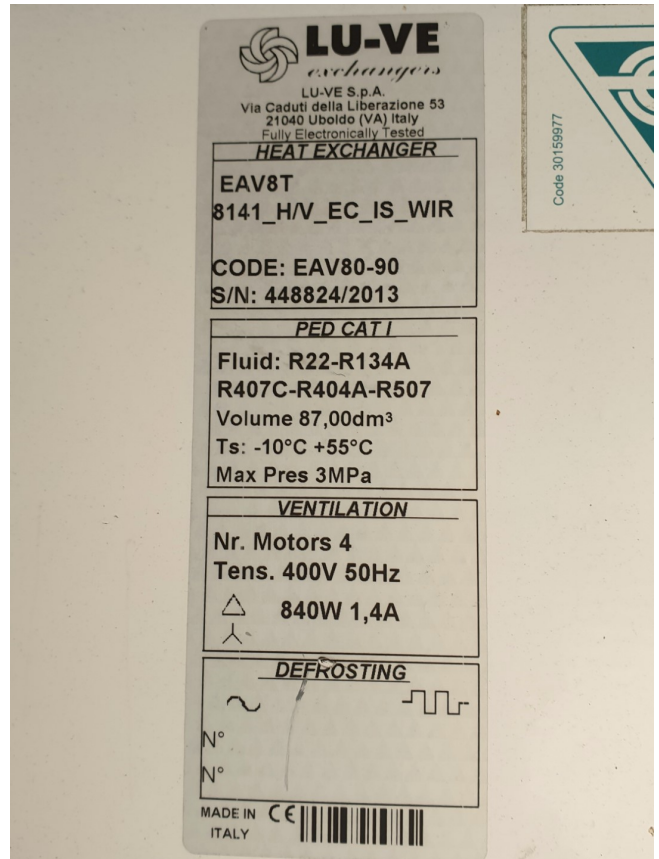 LU-VE
exchangers
LU-VE S.p.A.
Via Caduti della Liberazione 53
21040 Uboldo (VA) Italy
Fully Electronically Tested
HEAT EXCHANGER
EAV8T
8141_H/V_EC_IS_WIR
CODE: EAV80-90
S/N: 448824/2013
PED CAT I
Fluid: R22-R134A
R407C-R404A-R507
Volume 87,00dm³
Ts: -10°C +55°C
Max Pres 3MPa
VENTILATION
Nr. Motors 4
Tens. 400V 50Hz
840W 1,4A
DEFROSTING
N°
N°
MADE IN CE
ITALY
Code 30159977